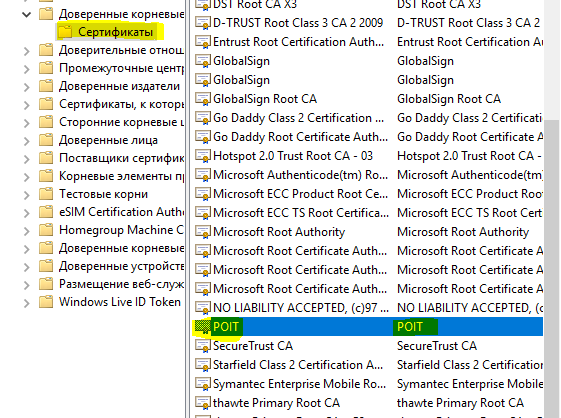 Доверенные корневые
Сертификаты
Доверительные отнош
Промежуточные центр
Доверенные издатели
Сертификаты, к которы
Сторонние корневые ц
Доверенные лица
Поставщики сертифик
Корневые элементы пр
Тестовые корни
eSIM Certification Autho
Homegroup Machine C
Доверенные корневые
Доверенные устройств
Размещение веб-служ
Windows Live ID Token
DST Root CA X3 DST Root CA X3
D-TRUST Root Class 3 CA 2 2009 D-TRUST Root Class 3 CA 2
Entrust Root Certification Auth... Entrust Root Certification
GlobalSign GlobalSign
GlobalSign GlobalSign
GlobalSign Root CA GlobalSign Root CA
Go Daddy Class 2 Certification ... Go Daddy Class 2 Certifica
Go Daddy Root Certificate Auth... Go Daddy Root Certificate
Hotspot 2.0 Trust Root CA - 03 Hotspot 2.0 Trust Root CA -
Microsoft Authenticode(tm) Ro... Microsoft Authenticode(tm
Microsoft ECC Product Root Ce... Microsoft ECC Product Ro
Microsoft ECC TS Root Certifica... Microsoft ECC TS Root Cert
Microsoft Root Authority Microsoft Root Authority
Microsoft Root Certificate Auth... Microsoft Root Certificate
Microsoft Root Certificate Auth... Microsoft Root Certificate
Microsoft Root Certificate Auth... Microsoft Root Certificate
NO LIABILITY ACCEPTED, (c)97 ... NO LIABILITY ACCEPTED, (c
POIT POIT
SecureTrust CA SecureTrust CA
Starfield Class 2 Certification A... Starfield Class 2 Certificati
Symantec Enterprise Mobile Ro... Symantec Enterprise Mobil
thawte Primary Root CA thawte Primary Root CA